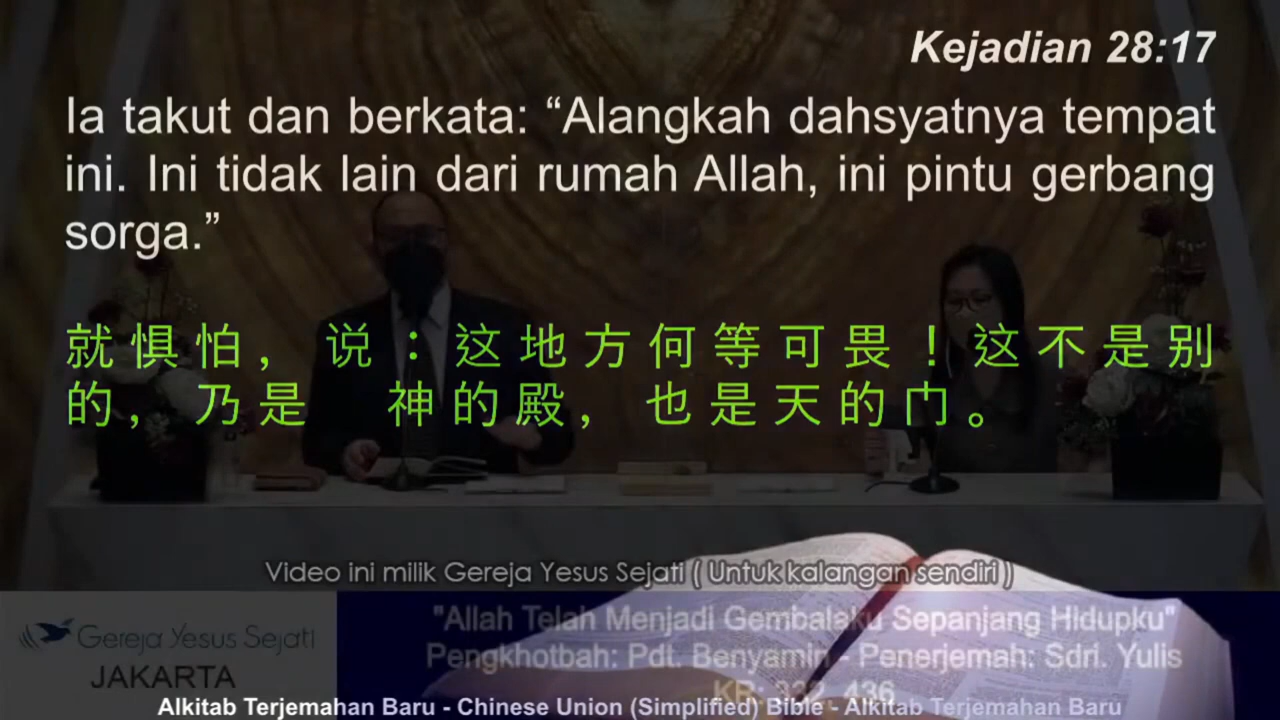 Kejadian 28:17
Ia takut dan berkata: “Alangkah dahsyatnya tempat
ini. Ini tidak lain dari rumah Allah, ini pintu gerbang
sorga.”
就惧怕，说：这地方何等可畏！这不是别
的，乃是　神的殿，也是天的门。
Video ini milik Gereja Yesus Sejati ( Untuk kalangan sendiri )
"Allah Telah Menjadi Gembalaku Sepanjang Hidupku"
Gereja Yesus Sejati
Pengkhotbah: Pdt. Benyamin - Penerjemah: Sdri. Yulis
JAKARTA
KR: 332, 436
Alkitab Terjemahan Baru - Chinese Union (Simplified) Bible - Alkitab Terjemahan Baru